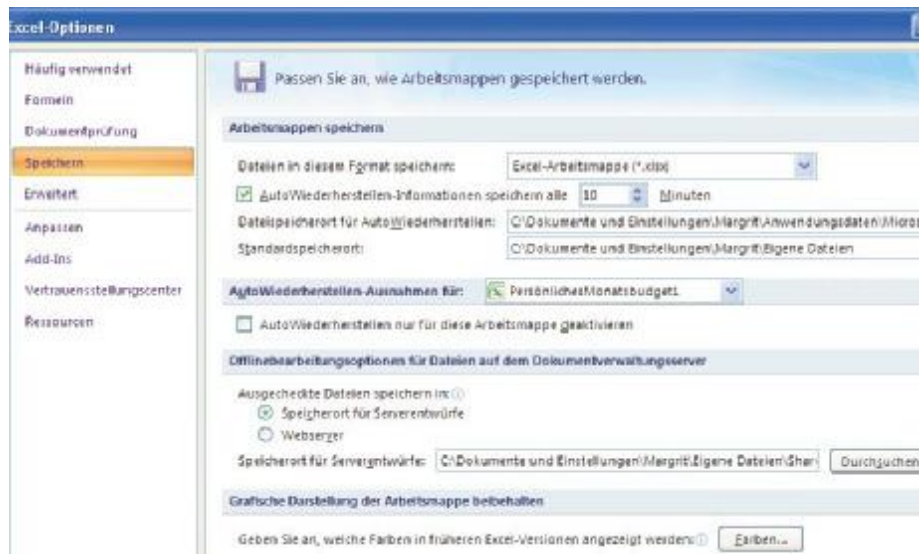 Excel-Optionen
Häufig verwendet
Formeln
Dokumentprüfung
Speichern
Erweitert
Anpassen
Add-Ins
Vertrauensstellungscenter
Ressourcen
Passen Sie an, wie Arbeitsmappen gespeichert werden.
Arbeitsmappen speichern
Dateien in diesem Format speichern: Excel-Arbeitsmappe (*.xlsx)
AutoWiederherstellen-Informationen speichern alle 10 Minuten
Dateispeicherort für AutoWiederherstellen: C:\Dokumente und Einstellungen\Margrit\Anwendungsdaten\Micros
Standardspeicherort: C:\Dokumente und Einstellungen\Margrit\Eigene Dateien
AutoWiederherstellen-Ausnahmen für: PersönlichesMonatsbudget1
AutoWiederherstellen nur für diese Arbeitsmappe deaktivieren
Offlinebearbeitungsoptionen für Dateien auf dem Dokumentverwaltungsserver
Ausgecheckte Dateien speichern in:
Speicherort für Serverentwürfe
Webserver
Speicherort für Serverentwürfe: C:\Dokumente und Einstellungen\Margrit\Eigene Dateien\Shar Durchsuchen
Grafische Darstellung der Arbeitsmappe beibehalten
Geben Sie an, welche Farben in früheren Excel-Versionen angezeigt werden: Farben...